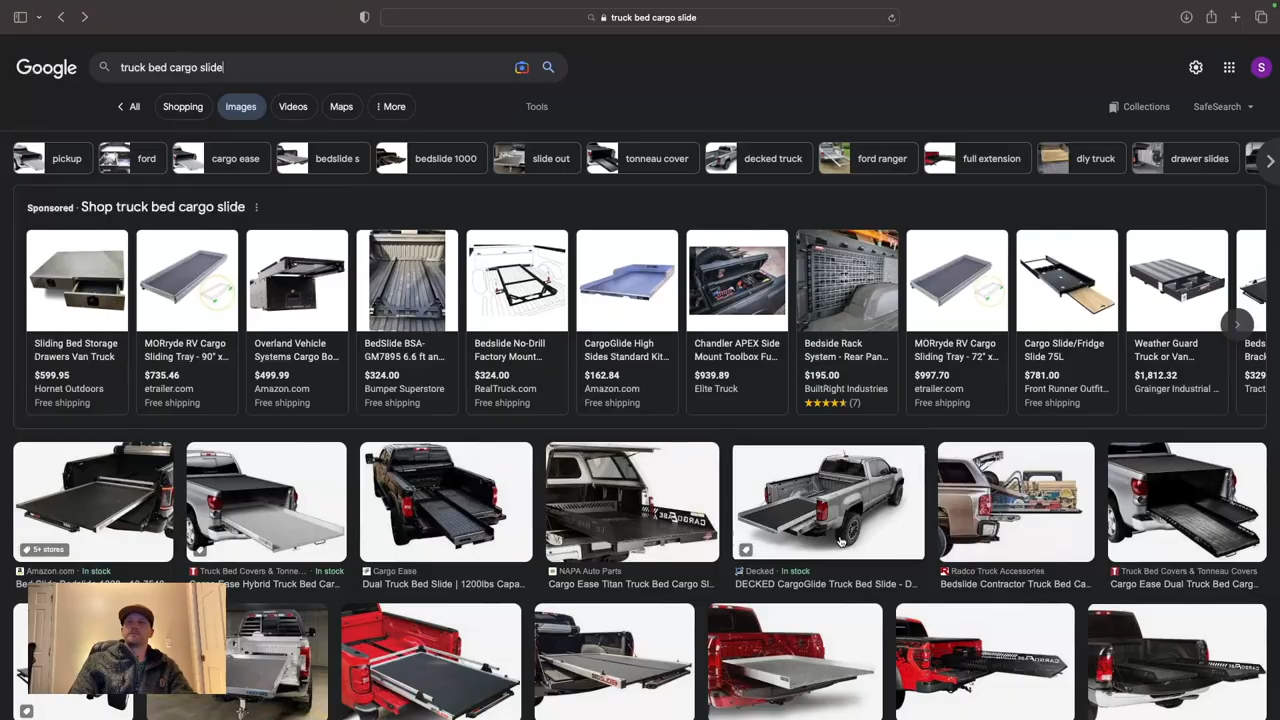 truck bed cargo slide
Google
truck bed cargo slide
S
All
Shopping
Images
Videos
Maps
More
Tools
Collections
SafeSearch
pickup
ford
cargo ease
bedslide s
bedslide 1000
slide out
tonneau cover
decked truck
ford ranger
full extension
diy truck
drawer slides
Sponsored · Shop truck bed cargo slide
Sliding Bed Storage
Drawers Van Truck
$599.95
Hornet Outdoors
Free shipping
MORryde RV Cargo
Sliding Tray - 90" x...
$735.46
etrailer.com
Free shipping
Overland Vehicle
Systems Cargo Bo...
$499.99
Amazon.com
Free shipping
BedSlide BSA-
GM7895 6.6 ft an...
$324.00
Bumper Superstore
Free shipping
Bedslide No-Drill
Factory Mount...
$324.00
RealTruck.com
Free shipping
CargoGlide High
Sides Standard Kit...
$162.84
Amazon.com
Free shipping
Chandler APEX Side
Mount Toolbox Fu...
$939.89
Elite Truck
Bedside Rack
System - Rear Pan...
$195.00
BuiltRight Industries
(7)
MORryde RV Cargo
Sliding Tray - 72" x...
$997.70
etrailer.com
Free shipping
Cargo Slide/Fridge
Slide 75L
$781.00
Front Runner Outfit...
Free shipping
Weather Guard
Truck or Van...
$1,812.32
Grainger Industrial ...
Free shipping
Beds
Brac
$329
Free
5+ stores
CARGO EASE
Amazon.com · In stock
Truck Bed Covers & Tonne... · In stock
Cargo Ease Hybrid Truck Bed Car...
Cargo Ease
Dual Truck Bed Slide | 1200lbs Capa...
NAPA Auto Parts
Cargo Ease Titan Truck Bed Cargo Sl...
Decked · In stock
DECKED CargoGlide Truck Bed Slide - D...
Radco Truck Accessories
Bedslide Contractor Truck Bed Ca...
Truck Bed Covers & Tonneau Covers
Cargo Ease Dual Truck Bed Carg...
BEDSLIDE
CARGO EASE
CARGO EASE